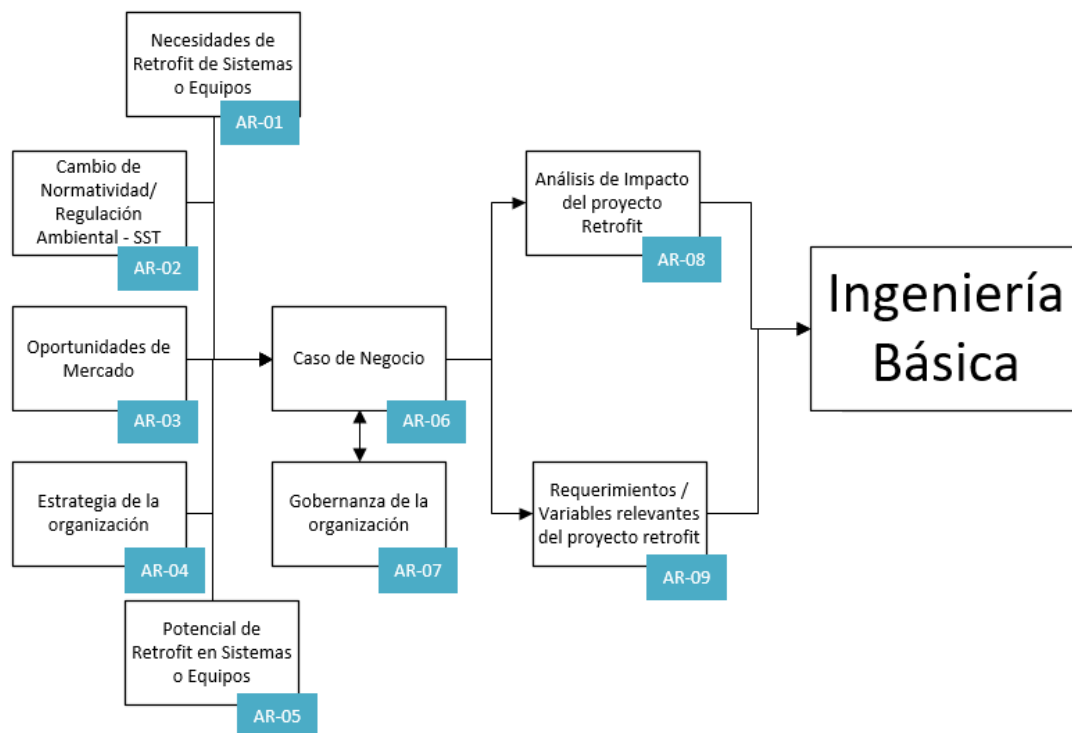 Necesidades de
Retrofit de Sistemas
o Equipos
AR-01
Cambio de
Normatividad/
Regulación
Ambiental - SST
AR-02
Oportunidades de
Mercado
AR-03
Estrategia de la
organización
AR-04
Potencial de
Retrofit en Sistemas
o Equipos
AR-05
Caso de Negocio
AR-06
Gobernanza de la
organización
AR-07
Análisis de Impacto
del proyecto
Retrofit
AR-08
Requerimientos /
Variables relevantes
del proyecto retrofit
AR-09
Ingeniería
Básica